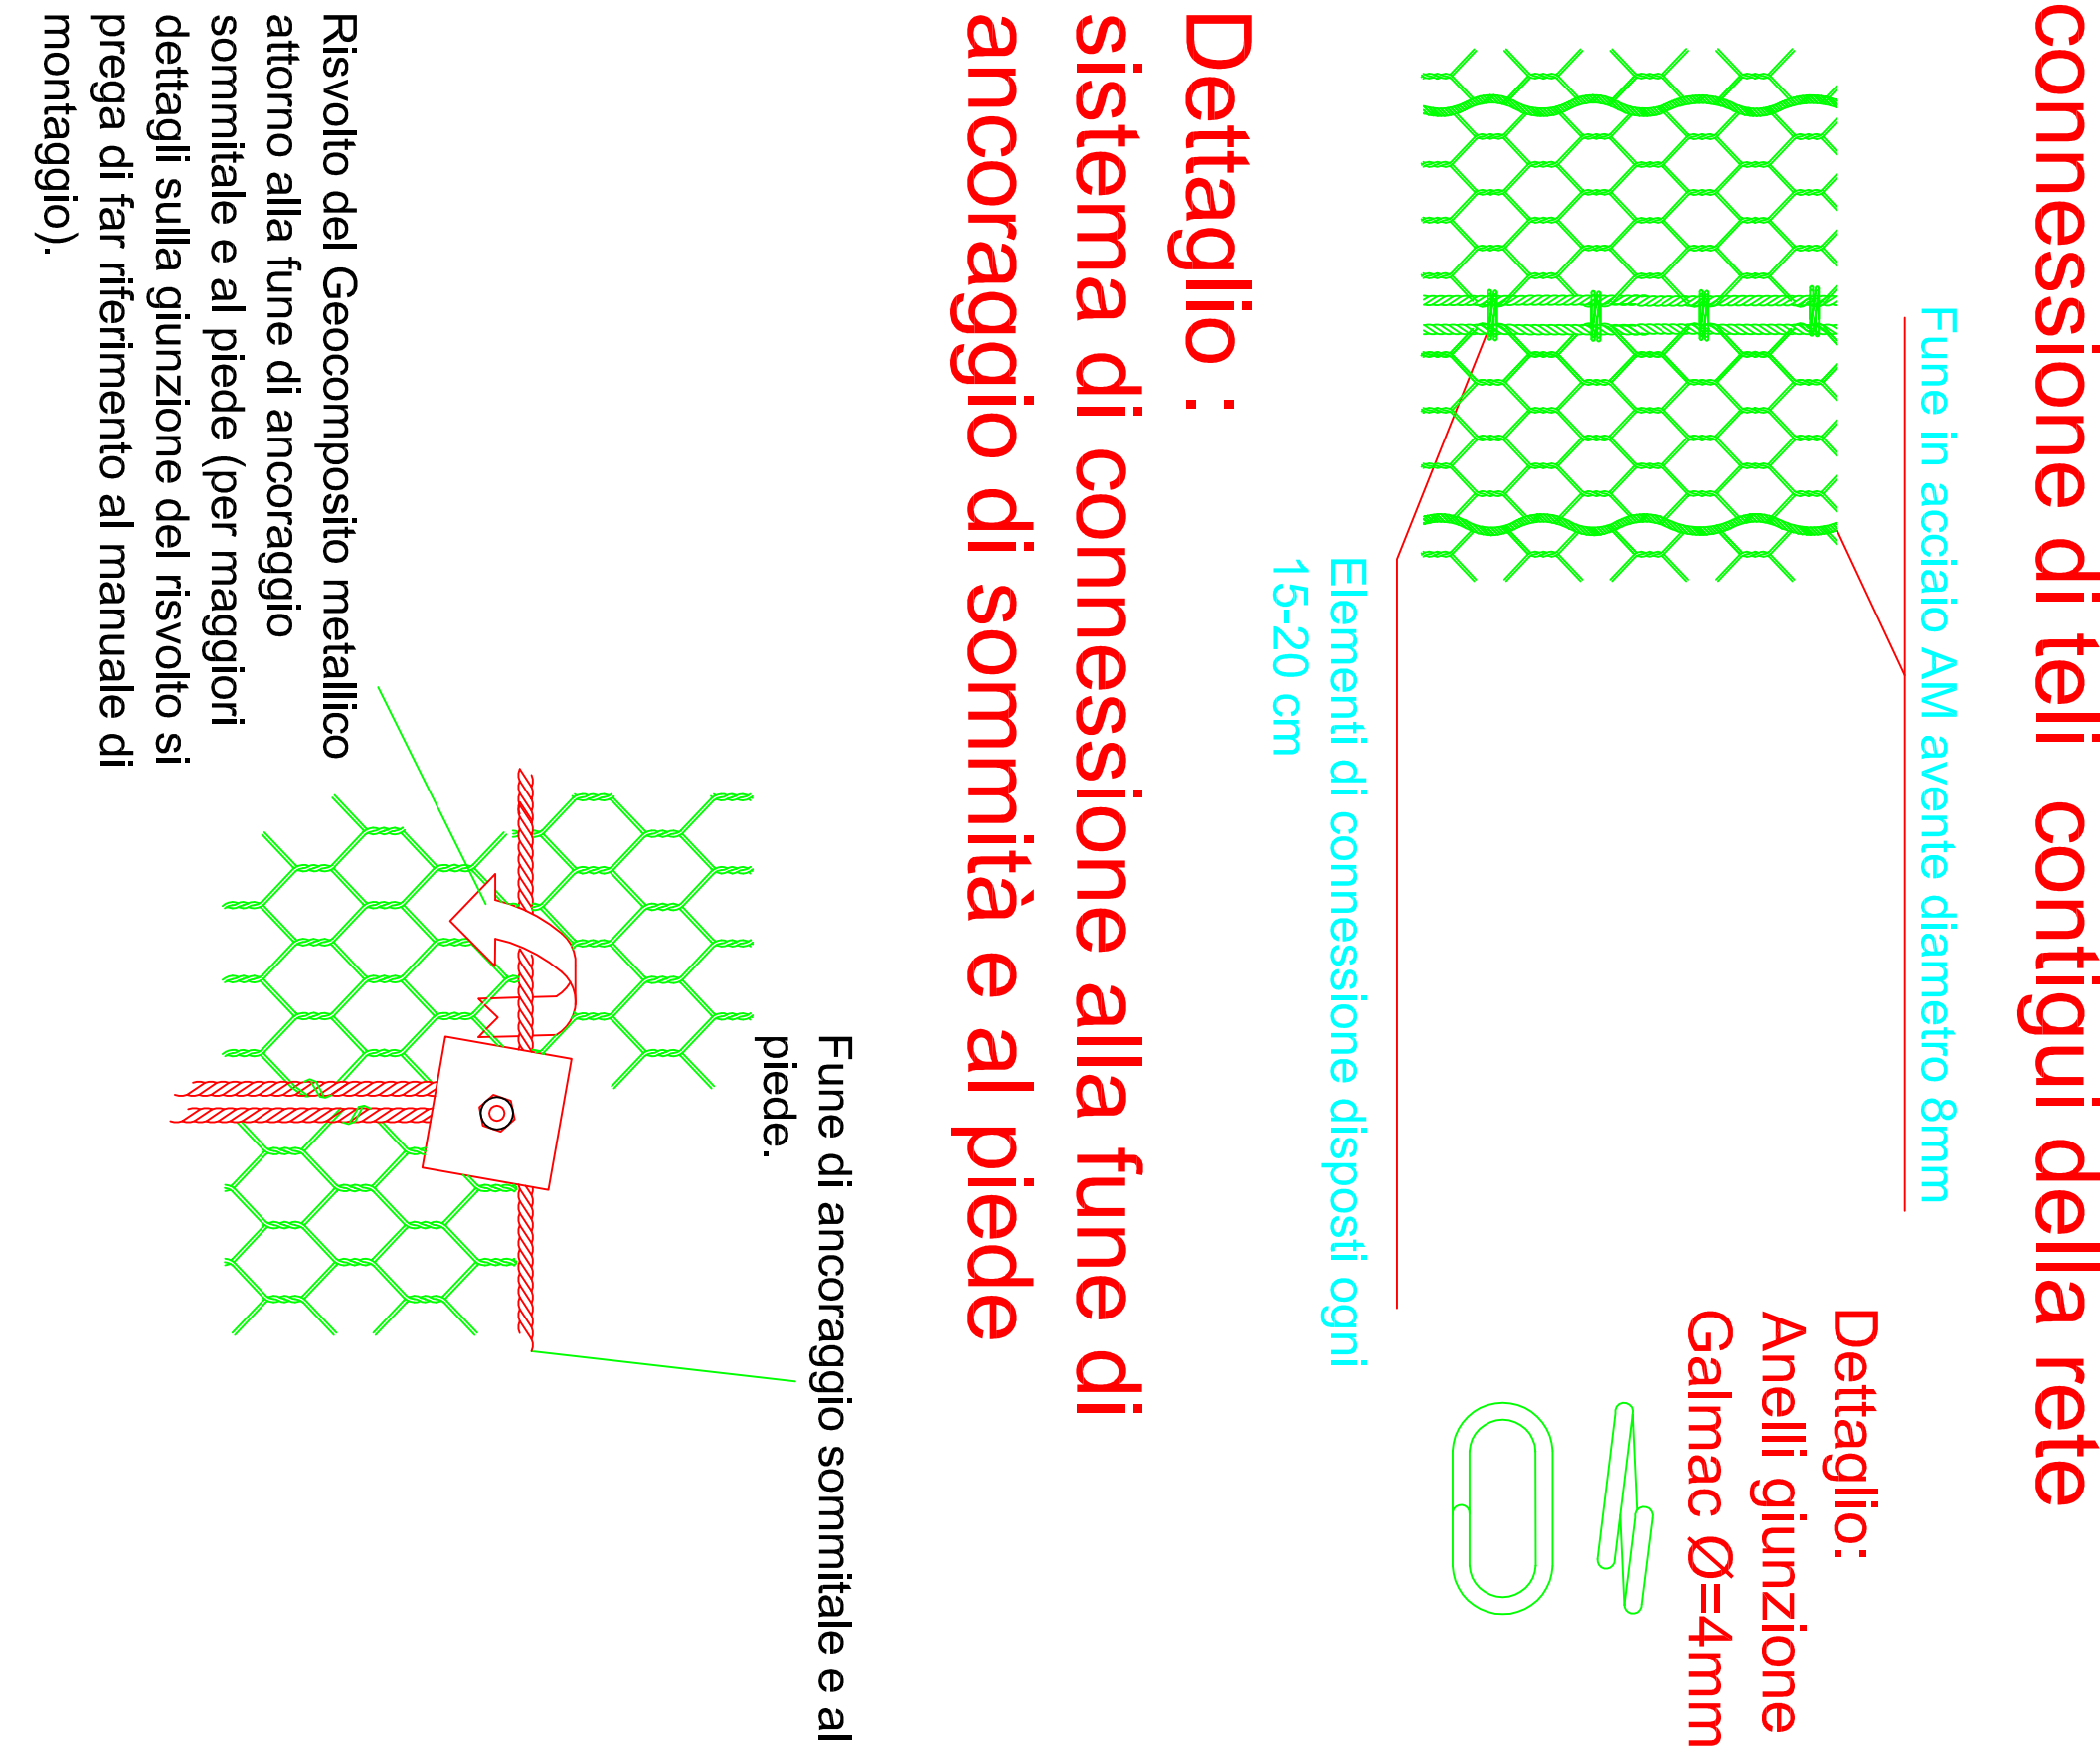 connessione di teli contigui della rete
Fune in acciaio AM avente diametro 8mm
Dettaglio:
Anelli giunzione
Galmac Ø=4mm
Elementi di connessione disposti ogni
15-20 cm
Dettaglio :
sistema di connessione alla fune di
ancoraggio di sommità e al piede
Fune di ancoraggio sommitale e al
piede.
Risvolto del Geocomposito metallico
attorno alla fune di ancoraggio
sommitale e al piede (per maggiori
dettagli sulla giunzione del risvolto si
prega di far riferimento al manuale di
montaggio).